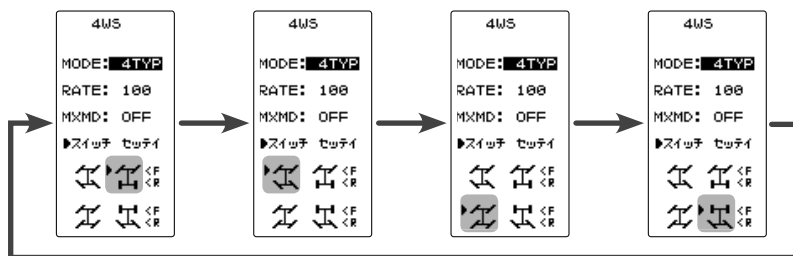 4WS
MODE: 4TYP
RATE: 100
MXMD: OFF
▶スイッチ セッテイ
<F
<R
<F
<R
4WS
MODE: 4TYP
RATE: 100
MXMD: OFF
▶スイッチ セッテイ
<F
<R
<F
<R
4WS
MODE: 4TYP
RATE: 100
MXMD: OFF
▶スイッチ セッテイ
<F
<R
<F
<R
4WS
MODE: 4TYP
RATE: 100
MXMD: OFF
▶スイッチ セッテイ
<F
<R
<F
<R